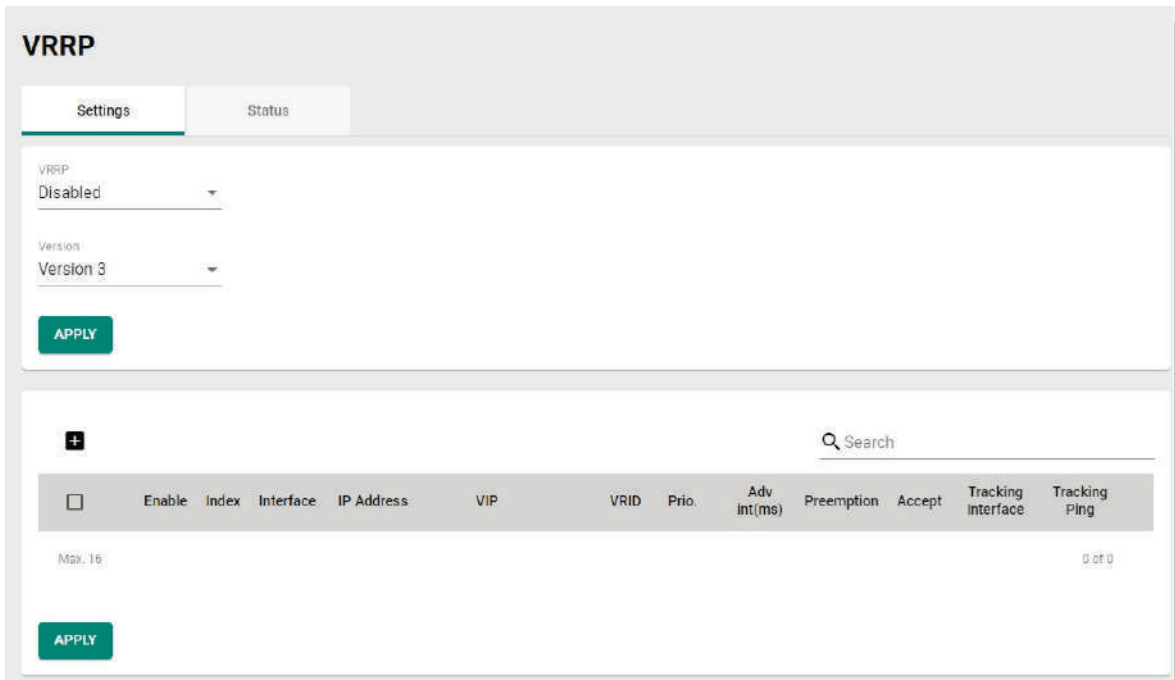 VRRP
Settings Status
VRRP
Disabled
Version
Version 3
APPLY
Search
Enable Index Interface IP Address VIP VRID Prio. Adv int(ms) Preemption Accept Tracking Interface Tracking Ping
Max. 16 0 of 0
APPLY